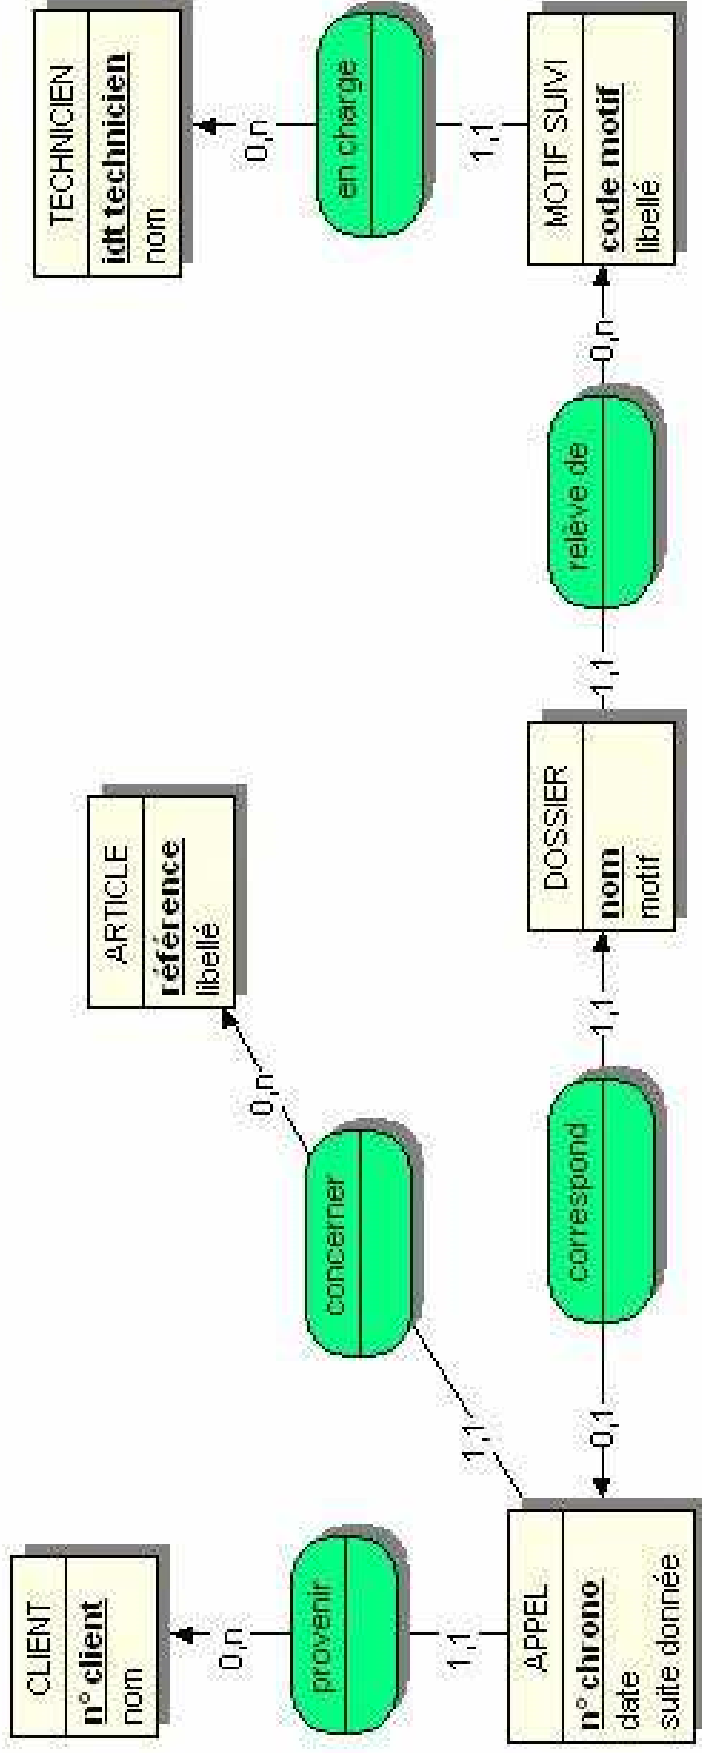 CLIENT
n° client
nom
0,n
provenir
1,1
APPEL
n° chrono
date
suite donnée
ARTICLE
référence
libellé
0,n
concerner
1,1
0,1
correspond
1,1
DOSSIER
nom
motif
1,1
relève de
0,n
TECHNICIEN
idt technicien
nom
0,n
en charge
1,1
MOTIF SUIVI
code motif
libellé